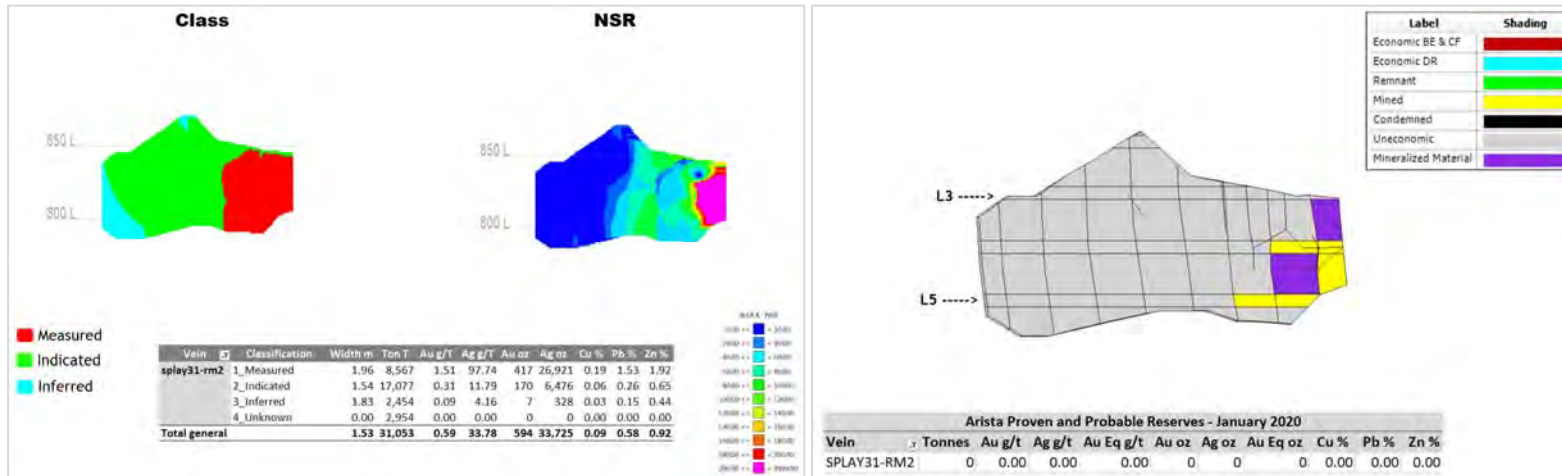 Class
NSR
850 L
800 L
850 L
800 L
Measured
Indicated
Inferred
Vein Classification Width m Ton T Au g/T Ag g/T Au oz Ag oz Cu % Pb % Zn %
splay31-rm2 1_Measured 1.96 8,567 1.51 97.74 417 26,921 0.19 1.53 1.92
2_Indicated 1.54 17,077 0.31 11.79 170 6,476 0.06 0.26 0.65
3_Inferred 1.83 2,454 0.09 4.16 7 328 0.03 0.15 0.44
4_Unknown 0.00 2,954 0.00 0.00 0 0 0.00 0.00 0.00
Total general 1.53 31,053 0.59 33.78 594 33,725 0.09 0.58 0.92
Label Shading
Economic BE & CF
Economic DR
Remnant
Mined
Condemned
Uneconomic
Mineralized Material
L3 ---->
L5 ---->
Arista Proven and Probable Reserves - January 2020
Vein Tonnes Au g/t Ag g/t Au Eq g/t Au oz Ag oz Au Eq oz Cu % Pb % Zn %
SPLAY31-RM2 0 0.00 0.00 0.00 0 0 0 0.00 0.00 0.00